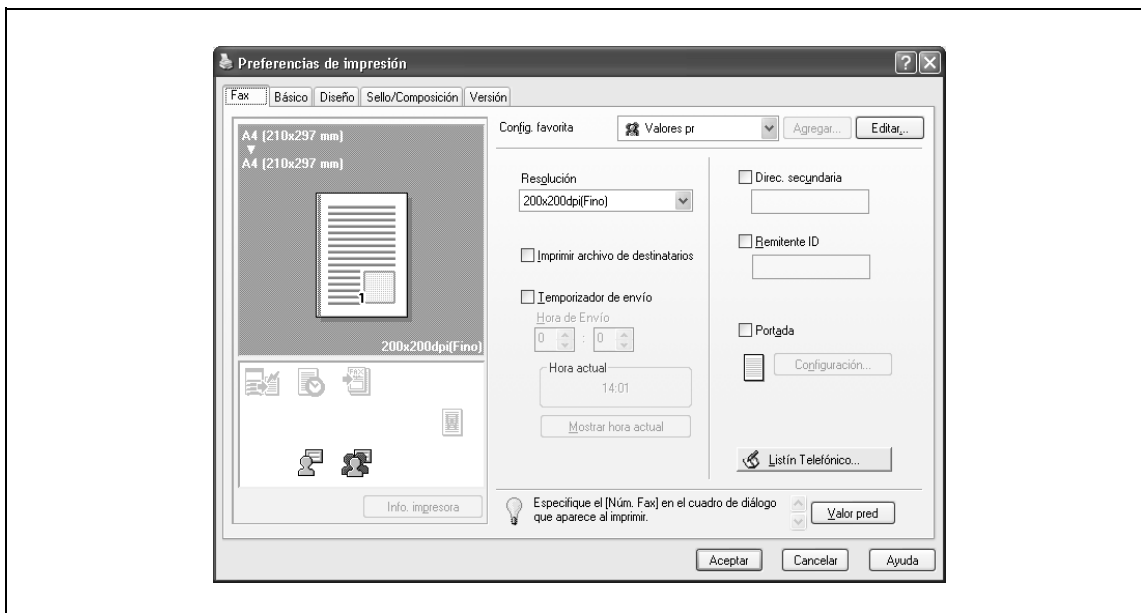 Preferencias de impresión
Fax Básico Diseño Sello/Composición Versión
A4 (210x297 mm)
A4 (210x297 mm)
1
200x200dpi(Fino)
Info. impresora
Config. favorita Valores pr Agregar... Editar...
Resolución
200x200dpi(Fino)
Imprimir archivo de destinatarios
Temporizador de envío
Hora de Envío
0 : 0
Hora actual
14:01
Mostrar hora actual
Direc. secundaria
Remitente ID
Portada
Configuración...
Listín Telefónico...
Especifique el [Núm. Fax] en el cuadro de diálogo
que aparece al imprimir.
Valor pred
Aceptar Cancelar Ayuda